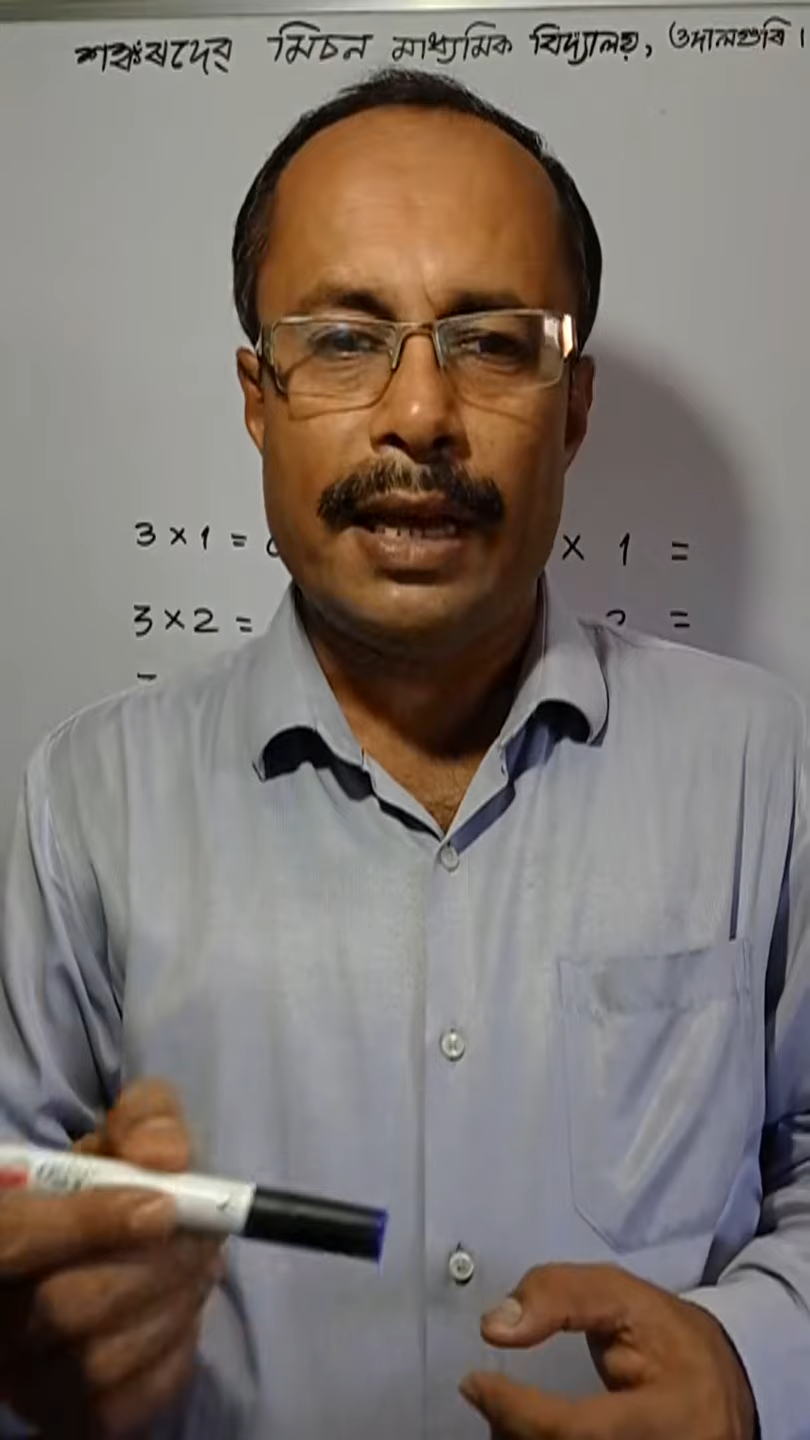 শঙ্কৰদেৱ মিচন মাধ্যমিক বিদ্যালয়, ওদালগুৰি।
3 × 1 = × 1 =
3 × 2 = =